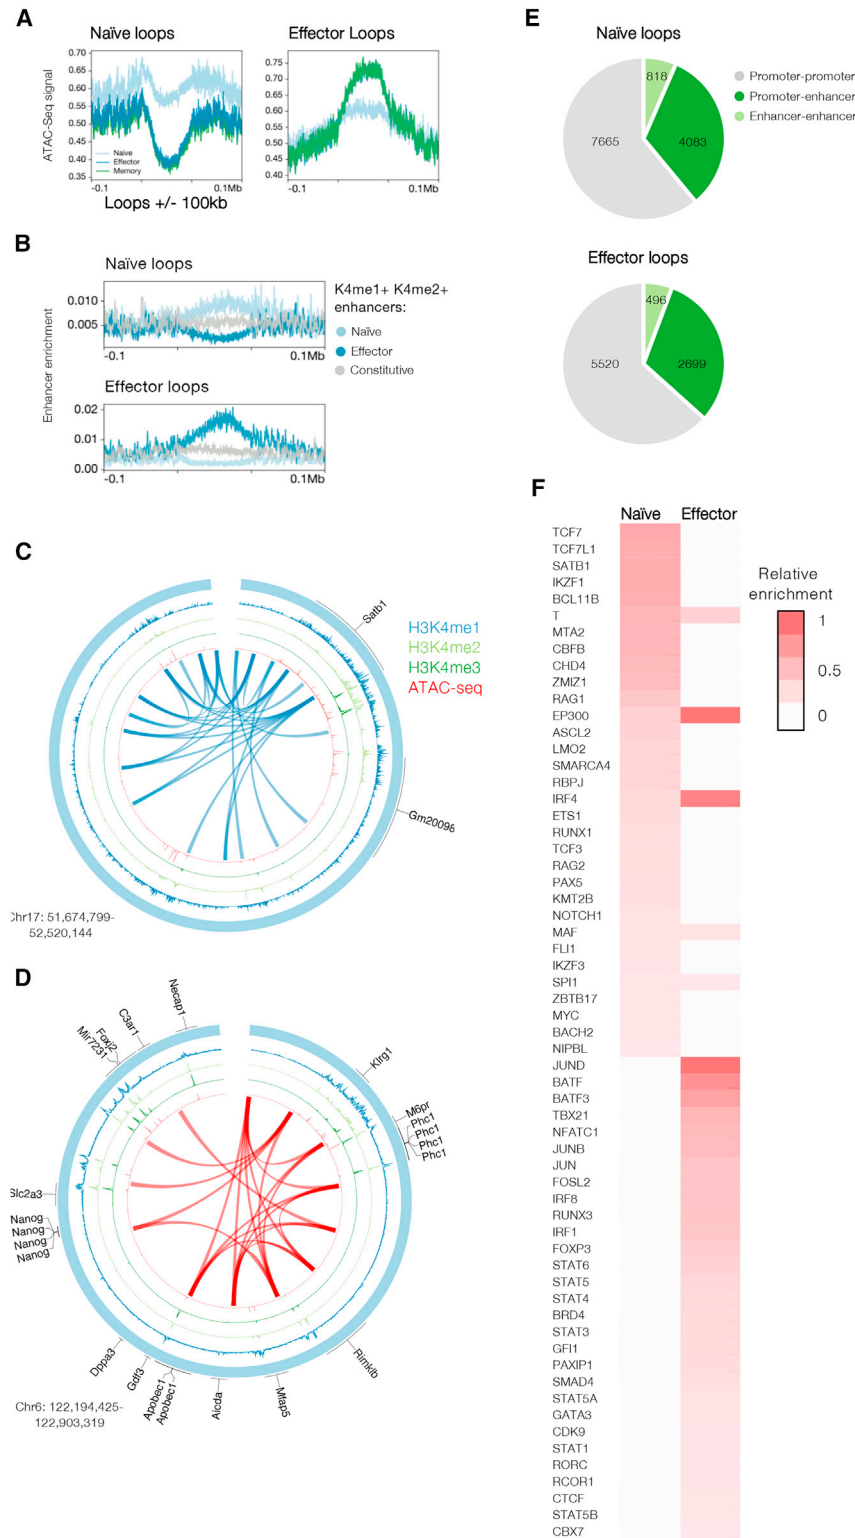 A
Naïve loops
Effector Loops
ATAC-Seq signal
0.70
0.65
0.60
0.55
0.50
0.45
0.40
0.35
Naive
Effector
Memory
-0.1
0.1Mb
Loops +/- 100kb
0.75
0.70
0.65
0.60
0.55
0.50
0.45
0.40
-0.1
0.1Mb
B
Naïve loops
Enhancer enrichment
0.010
0.005
-0.1
0.1Mb
K4me1+ K4me2+
enhancers:
Naïve
Effector
Constitutive
Effector loops
0.02
0.01
0.00
-0.1
0.1Mb
C
Satb1
Gm20098
H3K4me1
H3K4me2
H3K4me3
ATAC-seq
Chr17: 51,674,799-
52,520,144
D
Necap1
C3ar1
Foxj2
Mir7231
Klrg1
M6pr
Phc1
Phc1
Phc1
Phc1
Slc2a3
Nanog
Nanog
Nanog
Nanog
Dppa3
Gdf3
Apobec1
Apobec1
Aicda
Mfap5
Rimklb
Chr6: 122,194,425-
122,903,319
E
Naïve loops
818
7665
4083
Promoter-promoter
Promoter-enhancer
Enhancer-enhancer
Effector loops
496
5520
2699
F
Naïve
Effector
TCF7
TCF7L1
SATB1
IKZF1
BCL11B
T
MTA2
CBFB
CHD4
ZMIZ1
RAG1
EP300
ASCL2
LMO2
SMARCA4
RBPJ
IRF4
ETS1
RUNX1
TCF3
RAG2
PAX5
KMT2B
NOTCH1
MAF
FLI1
IKZF3
SPI1
ZBTB17
MYC
BACH2
NIPBL
JUND
BATF
BATF3
TBX21
NFATC1
JUNB
JUN
FOSL2
IRF8
RUNX3
IRF1
FOXP3
STAT6
STAT5
STAT4
BRD4
STAT3
GFI1
PAXIP1
SMAD4
STAT5A
GATA3
CDK9
STAT1
RORC
RCOR1
CTCF
STAT5B
CBX7
Relative
enrichment
1
0.5
0